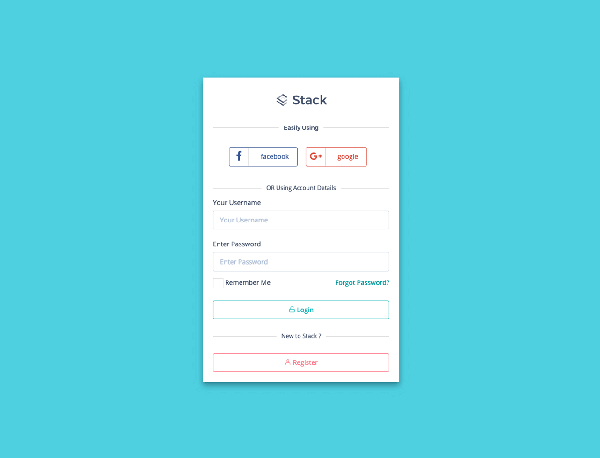 Stack
Easily Using
facebook
google
OR Using Account Details
Your Username
Your Username
Enter Password
Enter Password
Remember Me
Forgot Password?
Login
New to Stack ?
Register